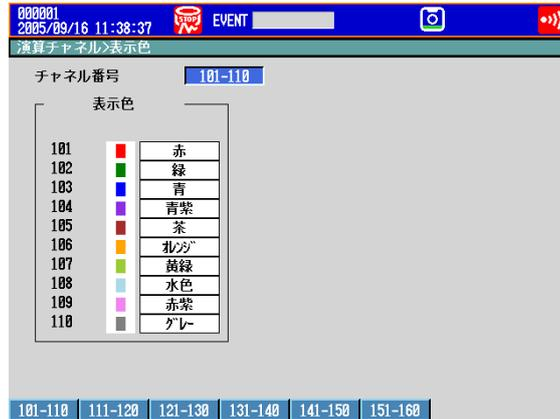 000001
2005/09/16 11:38:37 STOP EVENT
演算チャネル>表示色
チャネル番号 101-110
表示色
101 赤
102 緑
103 青
104 青紫
105 茶
106 ｵﾚﾝｼﾞ
107 黄緑
108 水色
109 赤紫
110 ｸﾞﾚｰ
101-110 111-120 121-130 131-140 141-150 151-160